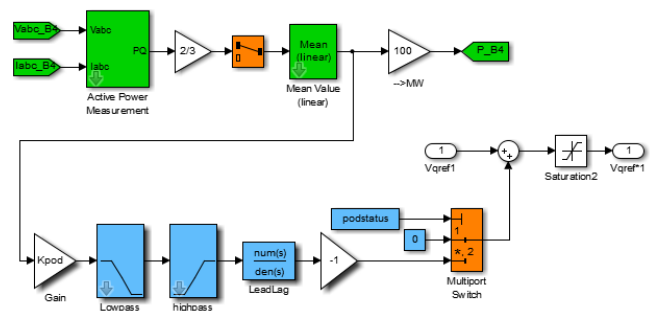 Vabc_B4
Iabc_B4
Vabc
Iabc
PQ
Active Power
Measurement
2/3
0
Mean
(linear)
Mean Value
(linear)
100
-->MW
P_B4
1
Vqref1
+
+
Saturation2
1
Vqref*1
Kpod
Gain
Lowpass
highpass
num(s)
den(s)
LeadLag
-1
podstatus
0
1
*, 2
Multiport
Switch